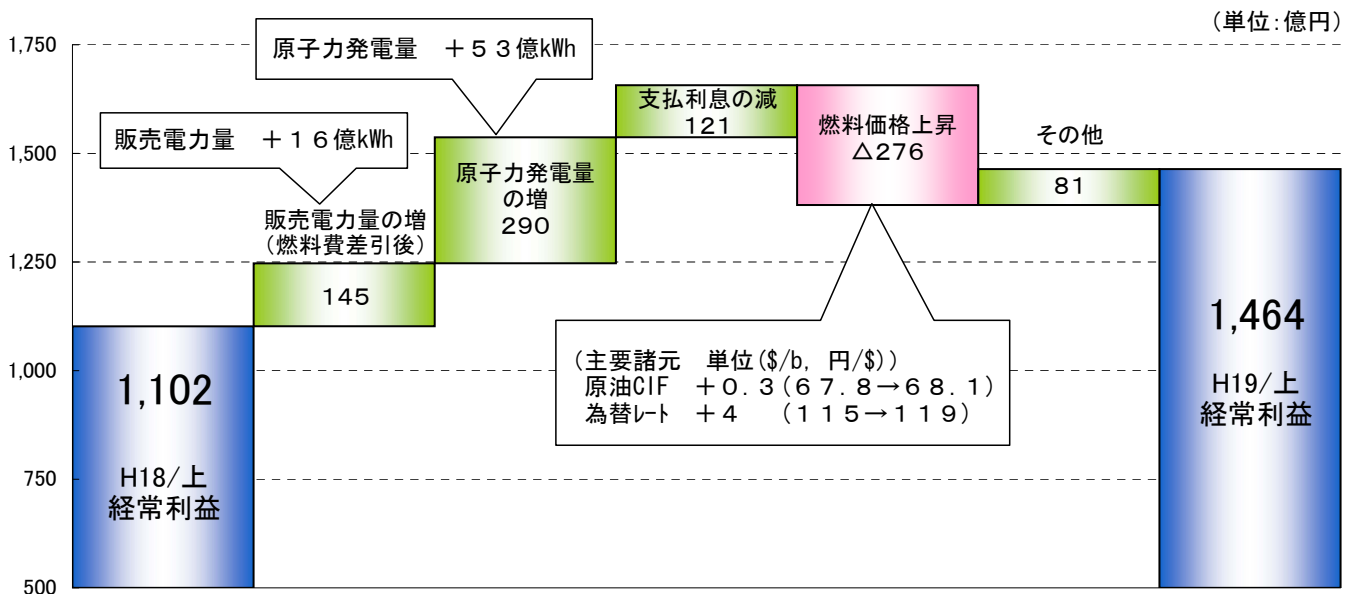 (単位：億円)
1,750
1,500
1,250
1,000
750
500
原子力発電量　＋５３億kWh
販売電力量　＋１６億kWh
販売電力量の増
（燃料費差引後）
145
原子力発電量
の増
290
支払利息の減
121
燃料価格上昇
△276
その他
81
(主要諸元　単位($/b, 円/$))
原油CIF　＋０.３(６７.８→６８.１)
為替ﾚｰﾄ　＋４　(１１５→１１９)
1,102
H18/上
経常利益
1,464
H19/上
経常利益